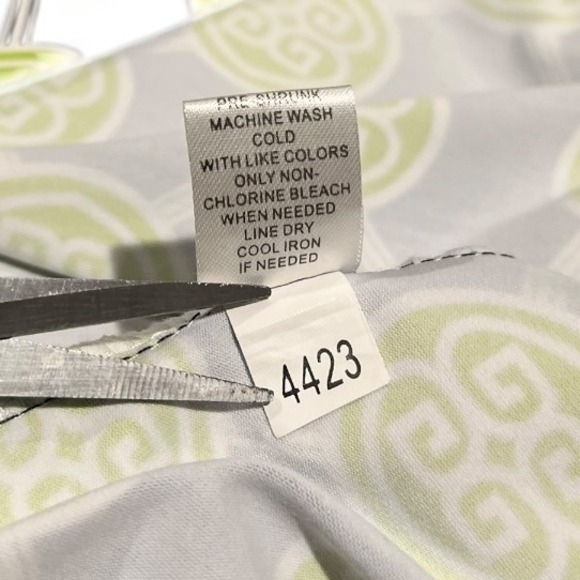 PRE-SHRUNK
MACHINE WASH
COLD
WITH LIKE COLORS
ONLY NON-
CHLORINE BLEACH
WHEN NEEDED
LINE DRY
COOL IRON
IF NEEDED
4423